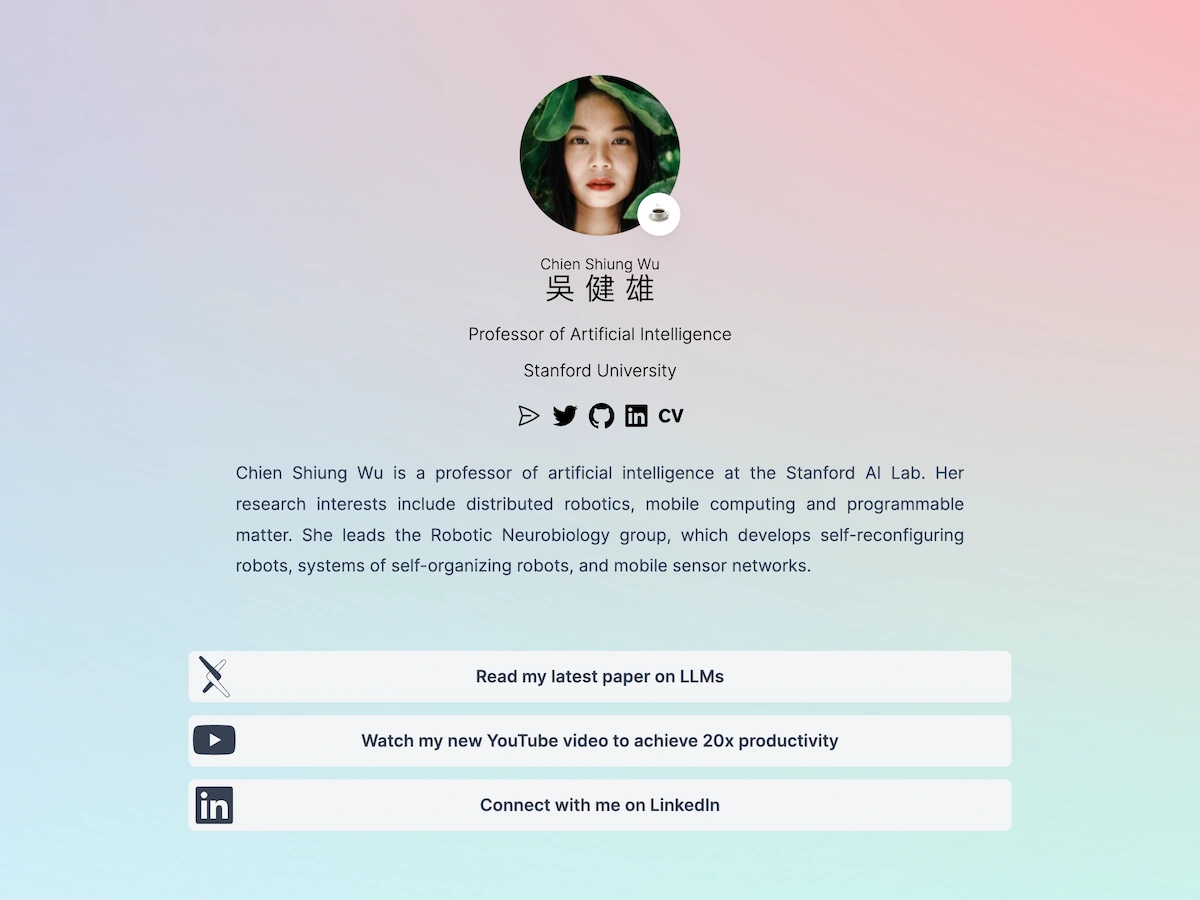 Chien Shiung Wu
吳健雄
Professor of Artificial Intelligence
Stanford University
in CV
Chien Shiung Wu is a professor of artificial intelligence at the Stanford AI Lab. Her
research interests include distributed robotics, mobile computing and programmable
matter. She leads the Robotic Neurobiology group, which develops self-reconfiguring
robots, systems of self-organizing robots, and mobile sensor networks.
Read my latest paper on LLMs
Watch my new YouTube video to achieve 20x productivity
in Connect with me on LinkedIn